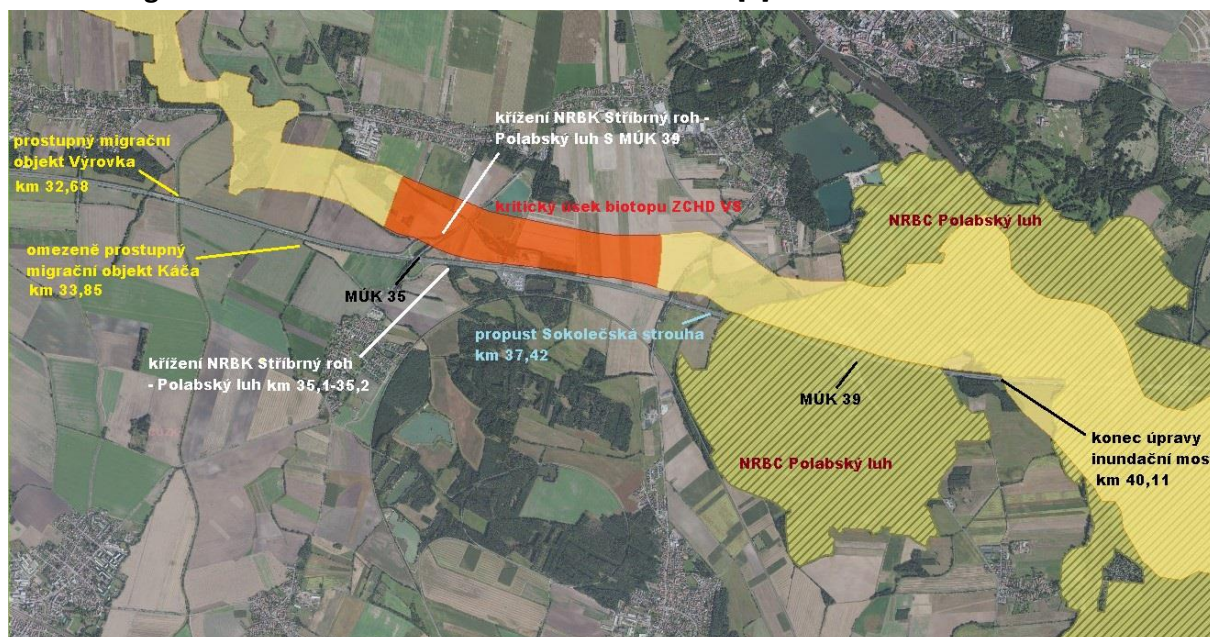 křížení NRBK Stříbrný roh -
Polabský luh S MÚK 39
prostupný migrační
objekt Výrovka
km 32,68
kritický úsek biotopu ZCHD VS
NRBC Polabský luh
omezeně prostupný
migrační objekt Káča
km 33,85
MÚK 35
propust Sokolečská strouha
km 37,42
křížení NRBK Stříbrný roh
- Polabský luh km 35,1-35,2
MÚK 39
konec úpravy
inundační mos
km 40,11
NRBC Polabský luh